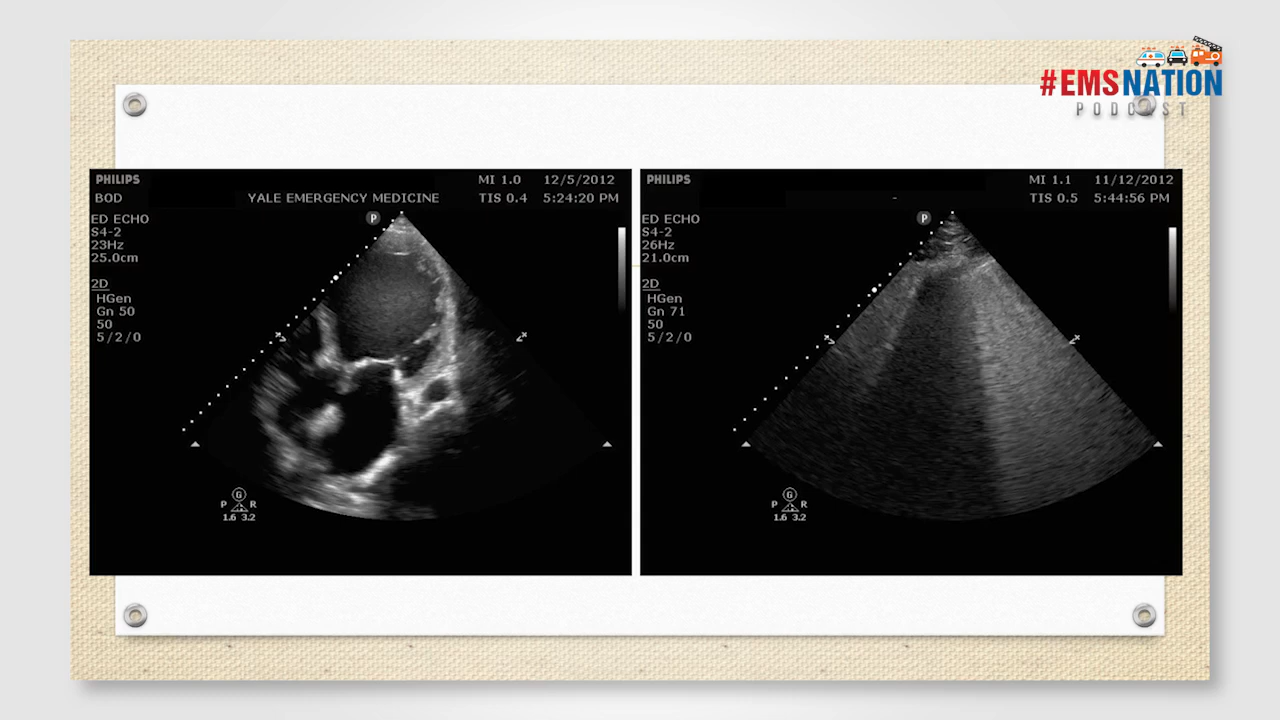 #EMSNATION
PODCAST
PHILIPS
MI 1.0 12/5/2012
BOD YALE EMERGENCY MEDICINE TIS 0.4 5:24:20 PM
ED ECHO
S4-2
23Hz
25.0cm
2D
HGen
Gn 50
50
5/2/0
P
G
P R
1.6 3.2
PHILIPS
MI 1.1 11/12/2012
- TIS 0.5 5:44:56 PM
ED ECHO
S4-2
26Hz
21.0cm
2D
HGen
Gn 71
50
5/2/0
P
G
P R
1.6 3.2